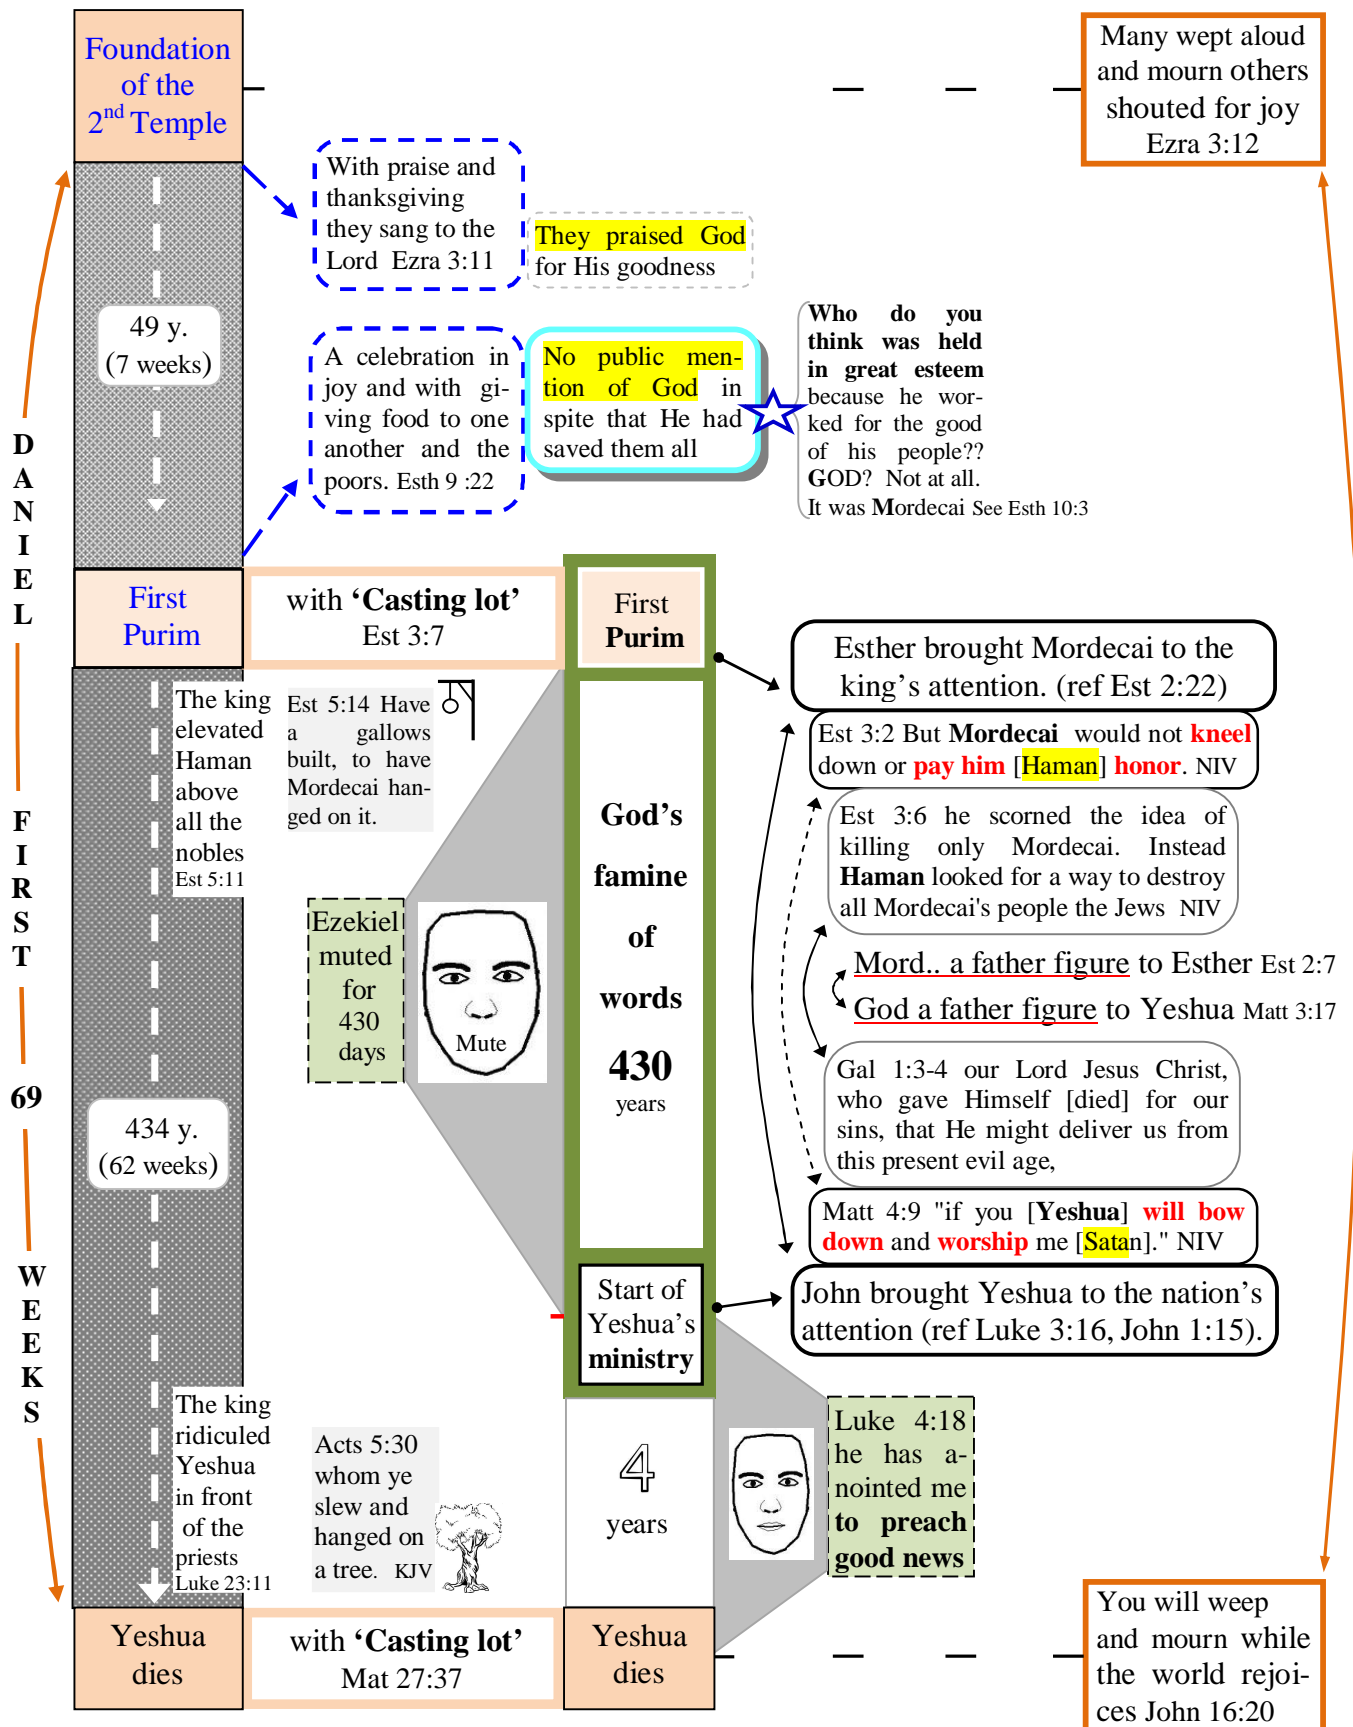 Foundation
of the
2nd Temple
Many wept aloud
and mourn others
shouted for joy
Ezra 3:12
With praise and
thanksgiving
they sang to the
Lord Ezra 3:11
They praised God
for His goodness
49 y.
(7 weeks)
A celebration in
joy and with gi-
ving food to one
another and the
poors. Esth 9 :22
No public men-
tion of God in
spite that He had
saved them all
Who do you
think was held
in great esteem
because he wor-
ked for the good
of his people??
GOD? Not at all.
It was Mordecai See Esth 10:3
DANIEL FIRST 69 WEEKS
First
Purim
with ‘Casting lot’
Est 3:7
First
Purim
The king
elevated
Haman
above
all the
nobles
Est 5:11
Est 5:14 Have
a gallows
built, to have
Mordecai han-
ged on it.
God's
famine
of
words
430
years
Ezekiel
muted
for
430
days
Mute
Esther brought Mordecai to the
king’s attention. (ref Est 2:22)
Est 3:2 But Mordecai would not kneel
down or pay him [Haman] honor. NIV
Est 3:6 he scorned the idea of
killing only Mordecai. Instead
Haman looked for a way to destroy
all Mordecai's people the Jews NIV
Mord.. a father figure to Esther Est 2:7
God a father figure to Yeshua Matt 3:17
Gal 1:3-4 our Lord Jesus Christ,
who gave Himself [died] for our
sins, that He might deliver us from
this present evil age,
Matt 4:9 "if you [Yeshua] will bow
down and worship me [Satan]." NIV
John brought Yeshua to the nation’s
attention (ref Luke 3:16, John 1:15).
434 y.
(62 weeks)
Start of
Yeshua’s
ministry
The king
ridiculed
Yeshua
in front
of the
priests
Luke 23:11
Acts 5:30
whom ye
slew and
hanged on
a tree. KJV
4
years
Luke 4:18
he has a-
nointed me
to preach
good news
Yeshua
dies
with ‘Casting lot’
Mat 27:37
Yeshua
dies
You will weep
and mourn while
the world rejoi-
ces John 16:20